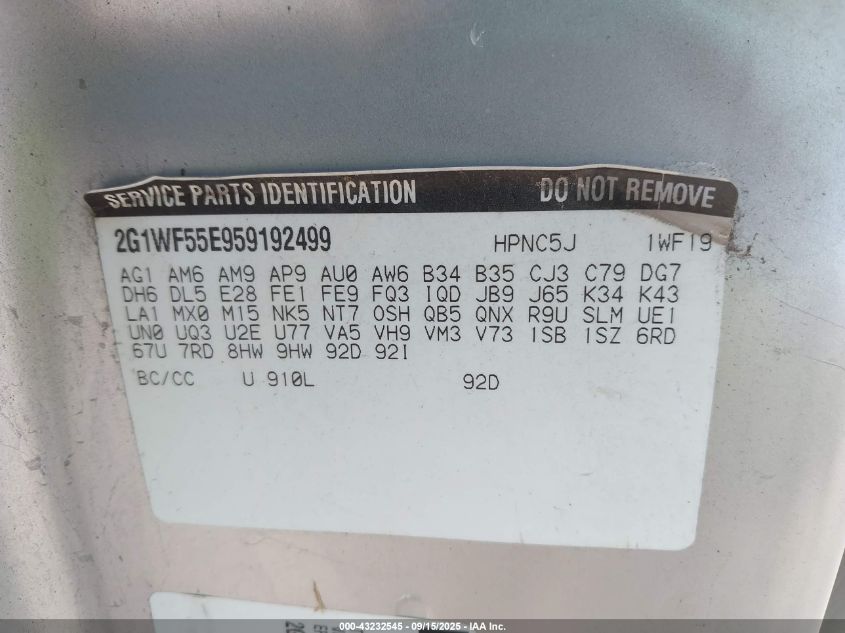 SERVICE PARTS IDENTIFICATION DO NOT REMOVE
2G1WF55E959192499 HPNC5J 1WF19
AG1 AM6 AM9 AP9 AU0 AW6 B34 B35 CJ3 C79 DG7
DH6 DL5 E28 FE1 FE9 FQ3 IQD JB9 J65 K34 K43
LA1 MX0 M15 NK5 NT7 OSH QB5 QNX R9U SLM UE1
UN0 UQ3 U2E U77 VA5 VH9 VM3 V73 1SB 1SZ 6RD
67U 7RD 8HW 9HW 92D 92I
BC/CC U 910L 92D
000-43232545 - 09/15/2025 - IAA Inc.